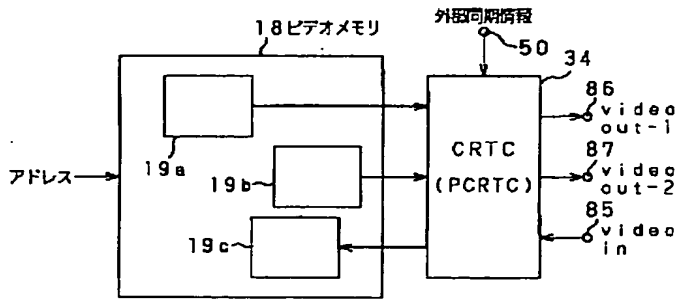 外部同期情報
18ビデオメモリ
50
34
86
video
out-1
19a
CRTC
(PCRTC)
87
video
out-2
アドレス
19b
85
video
in
19c